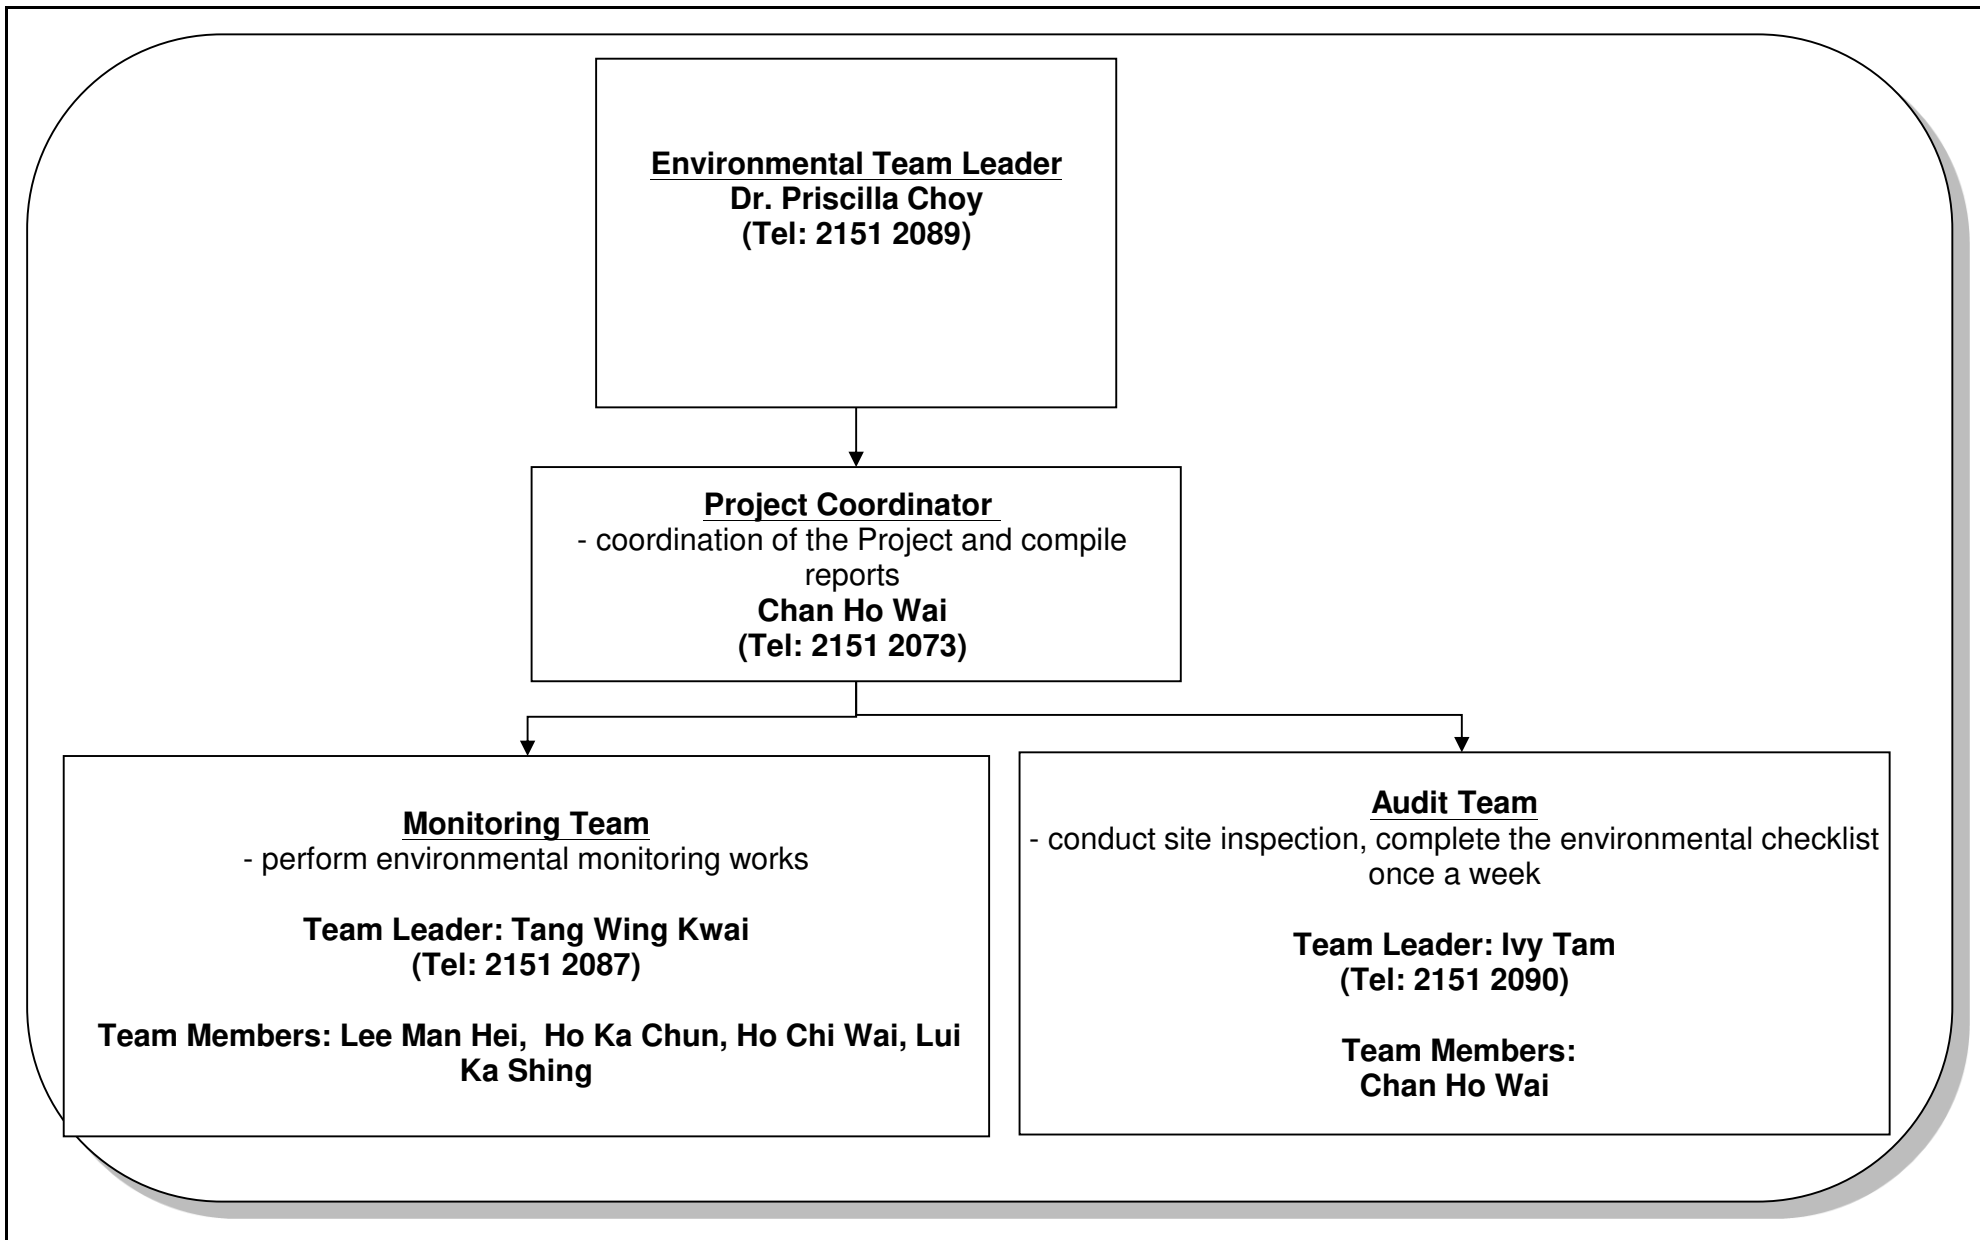 Environmental Team Leader
Dr. Priscilla Choy
(Tel: 2151 2089)
Project Coordinator
- coordination of the Project and compile
reports
Chan Ho Wai
(Tel: 2151 2073)
Monitoring Team
- perform environmental monitoring works
Team Leader: Tang Wing Kwai
(Tel: 2151 2087)
Team Members: Lee Man Hei,  Ho Ka Chun, Ho Chi Wai, Lui
Ka Shing
Audit Team
- conduct site inspection, complete the environmental checklist
once a week
Team Leader: Ivy Tam
(Tel: 2151 2090)
Team Members:
Chan Ho Wai